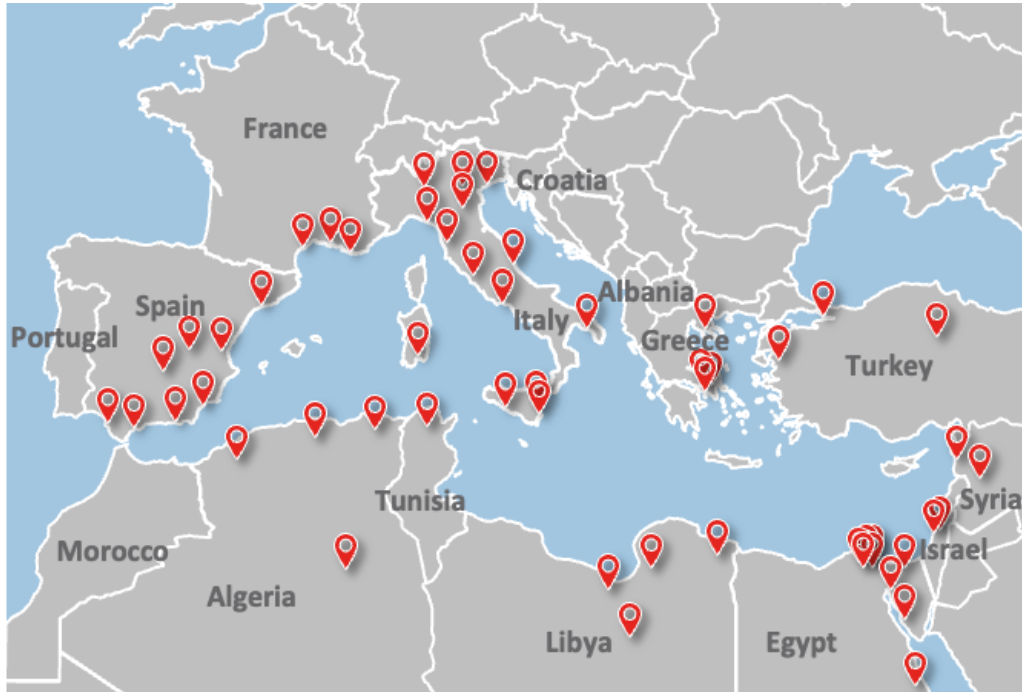 France
Croatia
Spain
Albania
Portugal
Italy
Greece
Turkey
Tunisia
Syria
Morocco
Israel
Algeria
Libya
Egypt